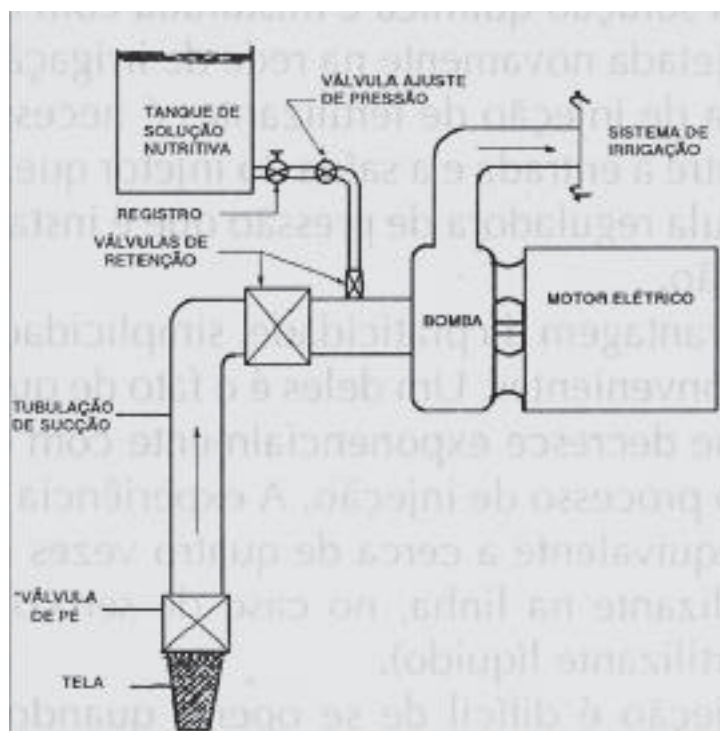 TANQUE DE
SOLUÇÃO
NUTRITIVA
VÁLVULA AJUSTE
DE PRESSÃO
SISTEMA DE
IRRIGAÇÃO
REGISTRO
VÁLVULAS DE
RETENÇÃO
BOMBA
MOTOR ELÉTRICO
TUBULAÇÃO
DE SUCÇÃO
"VÁLVULA
DE PÉ
TELA